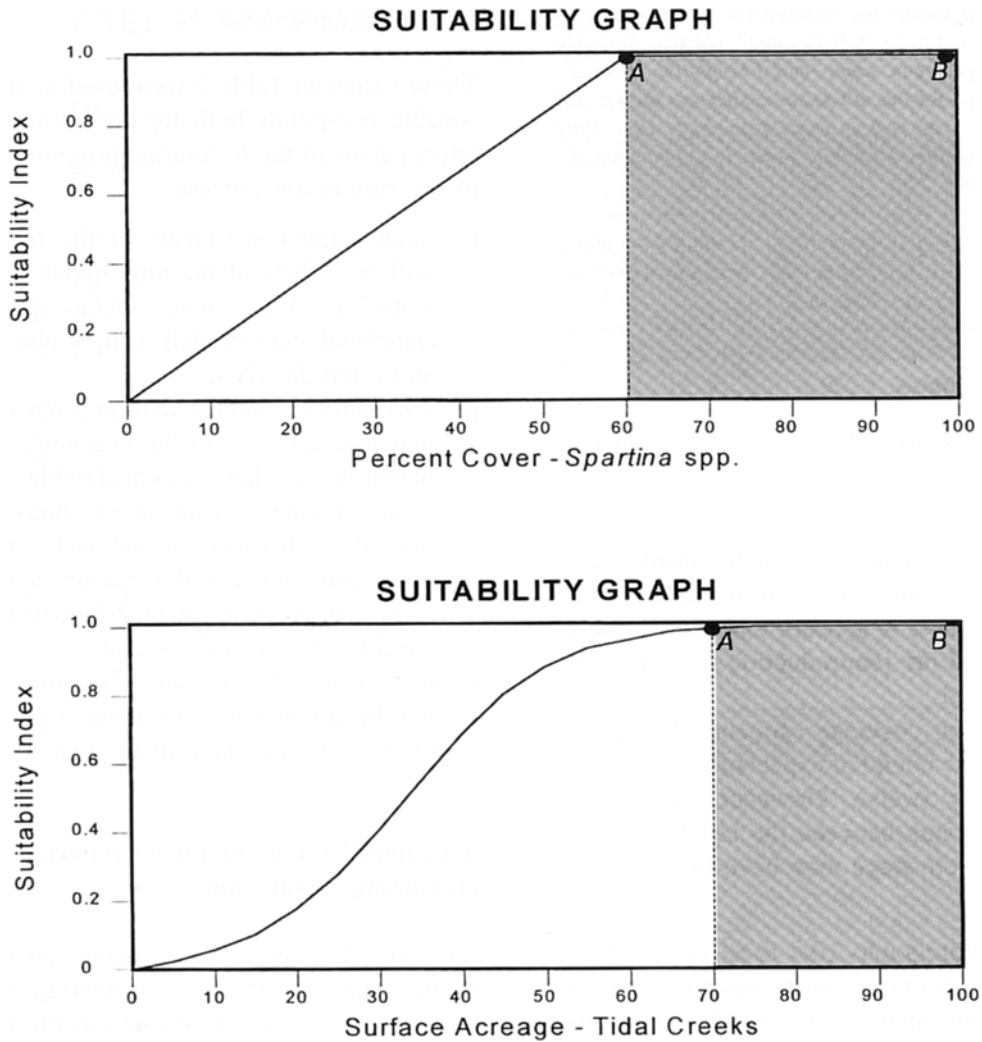 SUITABILITY GRAPH
1.0
0.8
0.6
0.4
0.2
0
Suitability Index
A
B
0 10 20 30 40 50 60 70 80 90 100
Percent Cover - Spartina spp.
SUITABILITY GRAPH
1.0
0.8
0.6
0.4
0.2
0
Suitability Index
A
B
0 10 20 30 40 50 60 70 80 90 100
Surface Acreage - Tidal Creeks